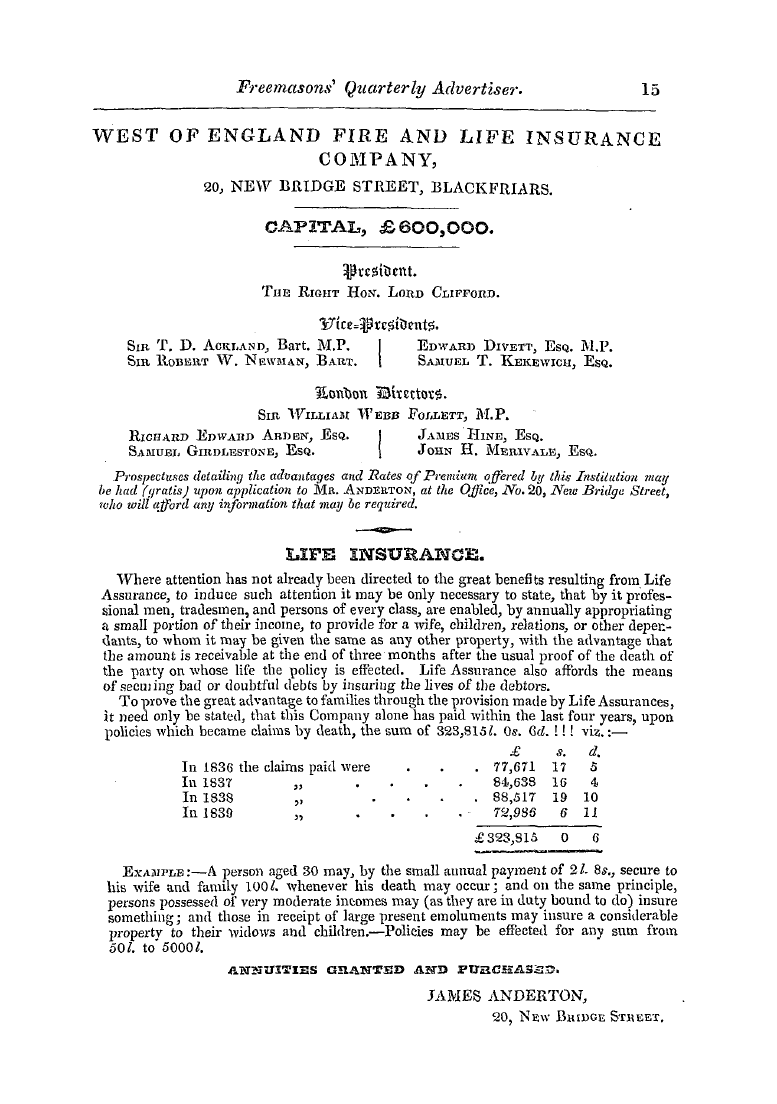 Freemasons' Quarterly Advertiser. 15
WEST OF ENGLAND FIRE AND LIFE INSURANCE
COMPANY,
20, NEW BRIDGE STREET, BLACKFRIARS.
CAPITAL, £600,000.
President.
THE RIGHT HON. LORD CLIFFORD.
Vice=Presidents.
SIR T. D. ACKLAND, Bart. M.P. | EDWARD DIVETT, ESQ. M.P.
SIR ROBERT W. NEWMAN, BART. | SAMUEL T. KEKEWICH, ESQ.
London Directors.
SIR WILLIAM WEBB FOLLETT, M.P.
RICHARD EDWARD ARDEN, ESQ. | JAMES HINE, ESQ.
SAMUEL GIRDLESTONE, ESQ. | JOHN H. MERIVALE, ESQ.
Prospectuses detailing the advantages and Rates of Premium offered by this Institution may
be had (gratis) upon application to MR. ANDERTON, at the Office, No. 20, New Bridge Street,
who will afford any information that may be required.
LIFE INSURANCE.
Where attention has not already been directed to the great benefits resulting from Life
Assurance, to induce such attention it may be only necessary to state, that by it profes-
sional men, tradesmen, and persons of every class, are enabled, by annually appropriating
a small portion of their income, to provide for a wife, children, relations, or other depen-
dants, to whom it may be given the same as any other property, with the advantage that
the amount is receivable at the end of three months after the usual proof of the death of
the party on whose life the policy is effected. Life Assurance also affords the means
of securing bad or doubtful debts by insuring the lives of the debtors.
To prove the great advantage to families through the provision made by Life Assurances,
it need only be stated, that this Company alone has paid within the last four years, upon
policies which became claims by death, the sum of 323,815l. 0s. 6d. ! ! ! viz. :—
£ s. d.
In 1836 the claims paid were . . . 77,671 17 5
In 1837 „ . . . . 84,638 16 4
In 1838 „ . . . . 88,517 19 10
In 1839 „ . . . . 72,986 6 11
£323,815 0 6
EXAMPLE:—A person aged 30 may, by the small annual payment of 2l. 8s., secure to
his wife and family 100l. whenever his death may occur; and on the same principle,
persons possessed of very moderate incomes may (as they are in duty bound to do) insure
something; and those in receipt of large present emoluments may insure a considerable
property to their widows and children.—Policies may be effected for any sum from
50l. to 5000l.
ANNUITIES GRANTED AND PURCHASED.
JAMES ANDERTON,
20, NEW BRIDGE STREET.